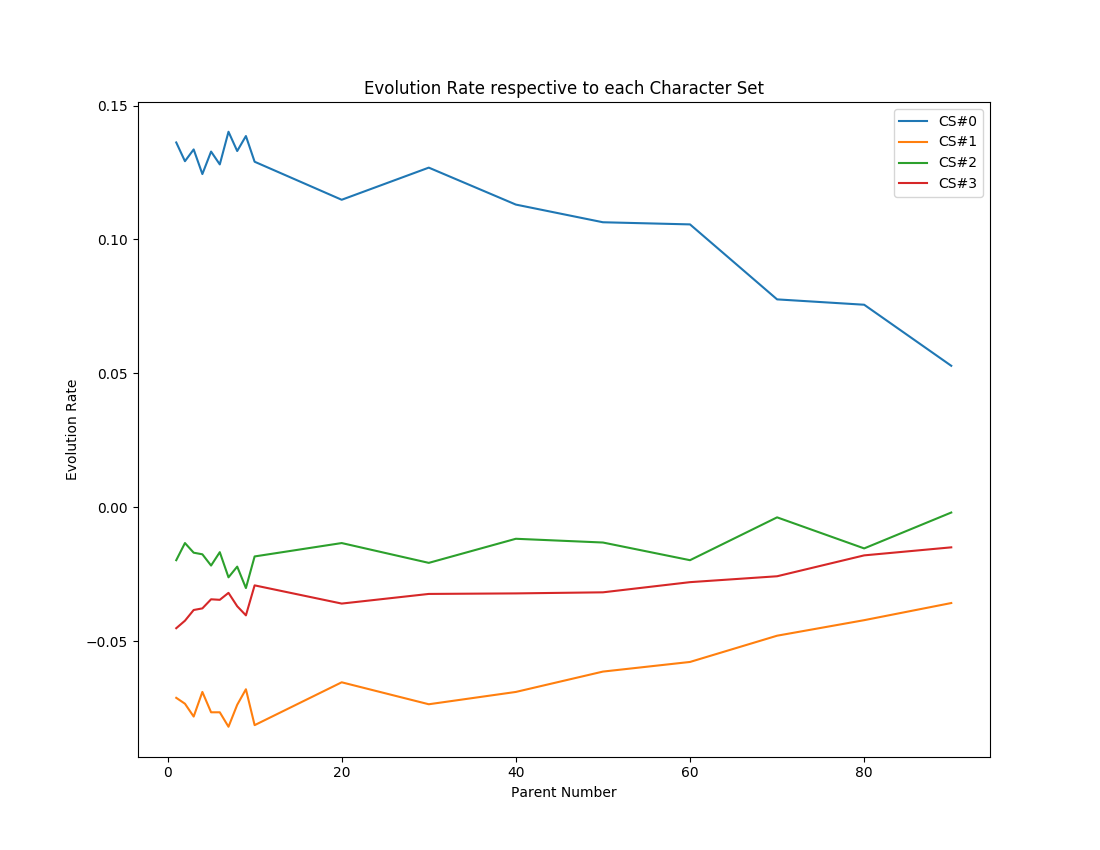 Evolution Rate respective to each Character Set
0.15
0.10
0.05
0.00
−0.05
Evolution Rate
CS#0
CS#1
CS#2
CS#3
0
20
40
60
80
Parent Number